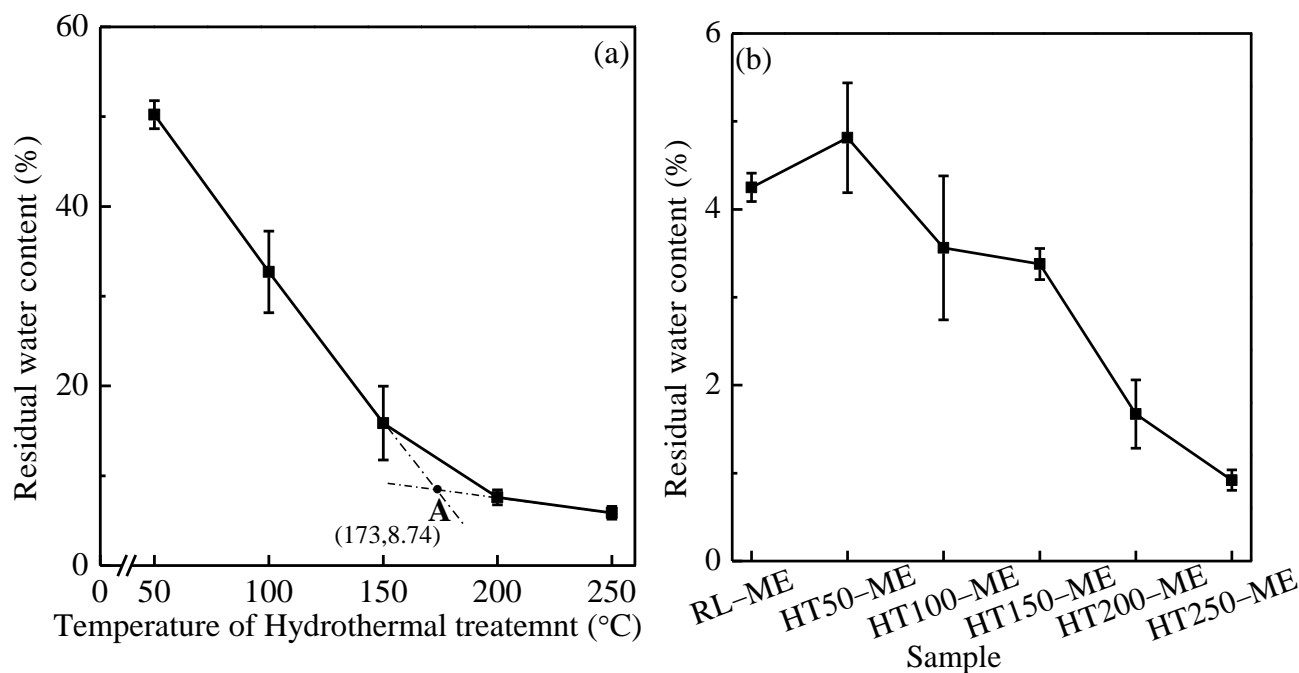 (a)
60
40
20
0
Residual water content (%)
A
(173,8.74)
0 50 100 150 200 250
Temperature of Hydrothermal treatemnt (°C)
(b)
6
4
2
0
Residual water content (%)
RL–ME HT50–ME HT100–ME HT150–ME HT200–ME HT250–ME
Sample